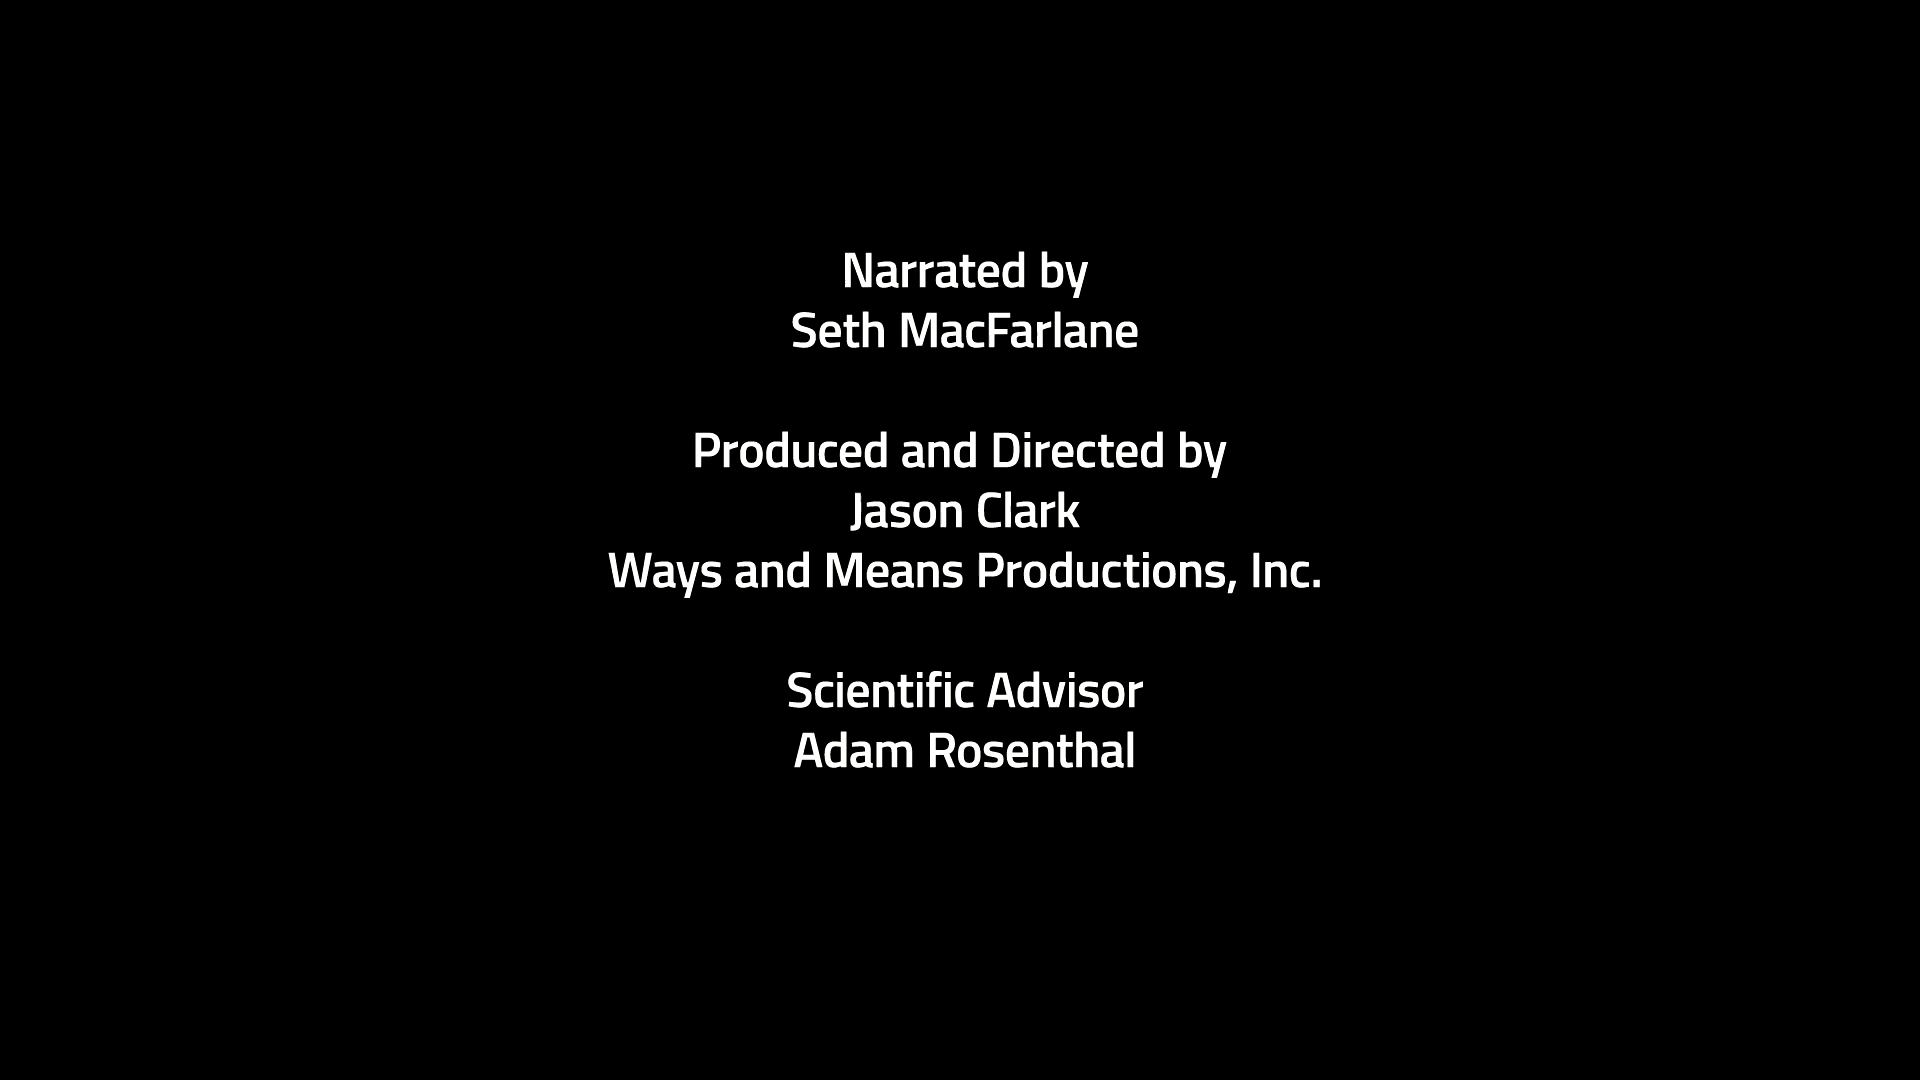 Narrated by
Seth MacFarlane
Produced and Directed by
Jason Clark
Ways and Means Productions, Inc.
Scientific Advisor
Adam Rosenthal